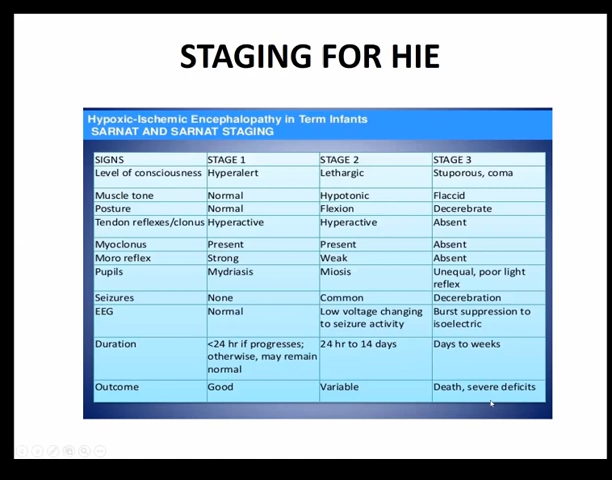 STAGING FOR HIE
Hypoxic-Ischemic Encephalopathy in Term Infants
SARNAT AND SARNAT STAGING
SIGNS STAGE 1 STAGE 2 STAGE 3
Level of consciousness Hyperalert Lethargic Stuporous, coma
Muscle tone Normal Hypotonic Flaccid
Posture Normal Flexion Decerebrate
Tendon reflexes/clonus Hyperactive Hyperactive Absent
Myoclonus Present Present Absent
Moro reflex Strong Weak Absent
Pupils Mydriasis Miosis Unequal, poor light
reflex
Seizures None Common Decerebration
EEG Normal Low voltage changing Burst suppression to
to seizure activity isoelectric
Duration <24 hr if progresses; 24 hr to 14 days Days to weeks
otherwise, may remain
normal
Outcome Good Variable Death, severe deficits